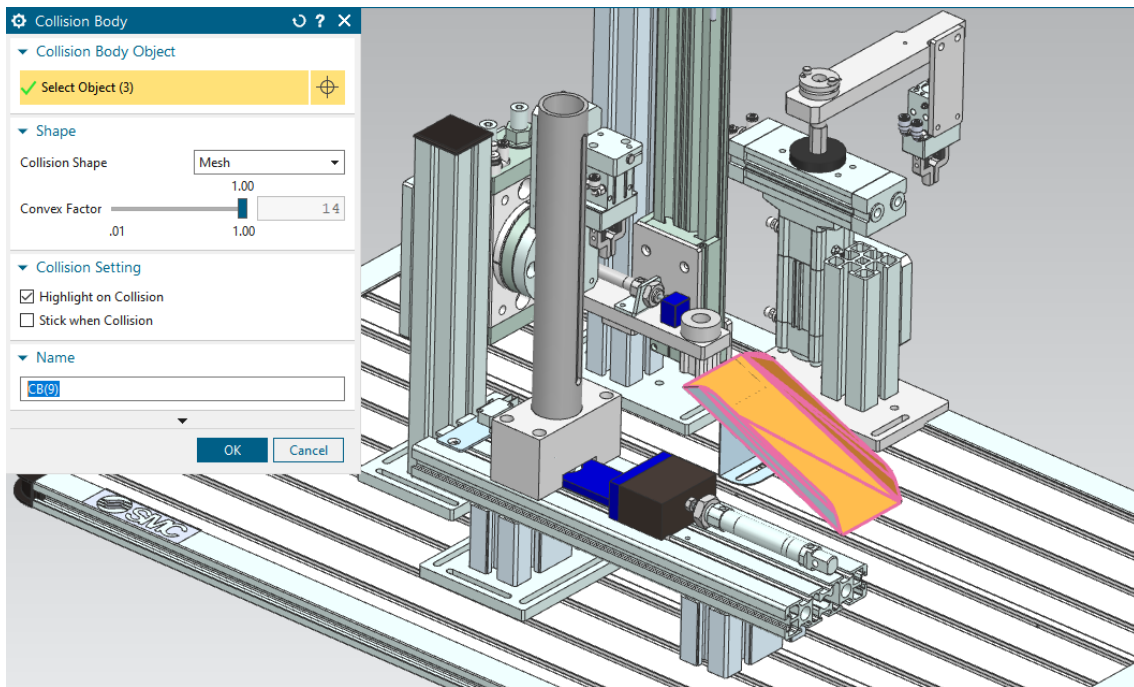 Collision Body
Collision Body Object
Select Object (3)
Shape
Collision Shape Mesh
1.00
Convex Factor 14
.01 1.00
Collision Setting
Highlight on Collision
Stick when Collision
Name
CB(9)
OK Cancel
SMC